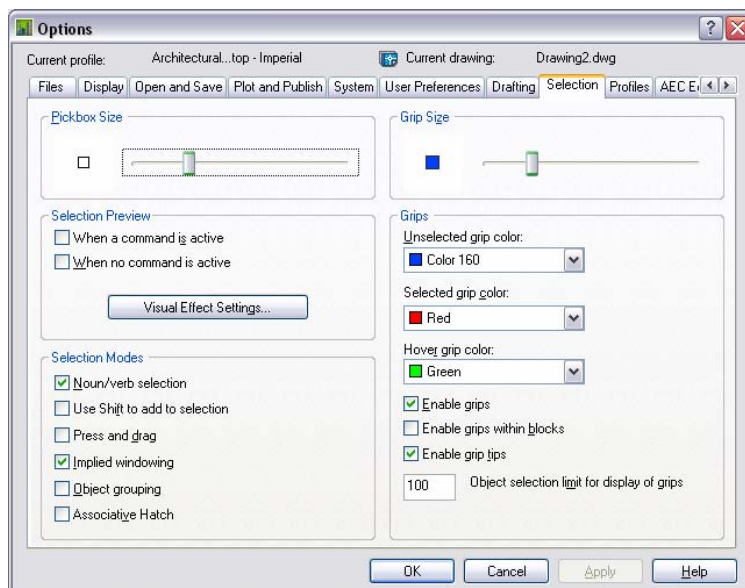 Options
Current profile: Architectural...top - Imperial Current drawing: Drawing2.dwg
Files Display Open and Save Plot and Publish System User Preferences Drafting Selection Profiles AEC E
Pickbox Size
Grip Size
Selection Preview
When a command is active
When no command is active
Visual Effect Settings...
Selection Modes
Noun/verb selection
Use Shift to add to selection
Press and drag
Implied windowing
Object grouping
Associative Hatch
Grips
Unselected grip color:
Color 160
Selected grip color:
Red
Hover grip color:
Green
Enable grips
Enable grips within blocks
Enable grip tips
100 Object selection limit for display of grips
OK Cancel Apply Help